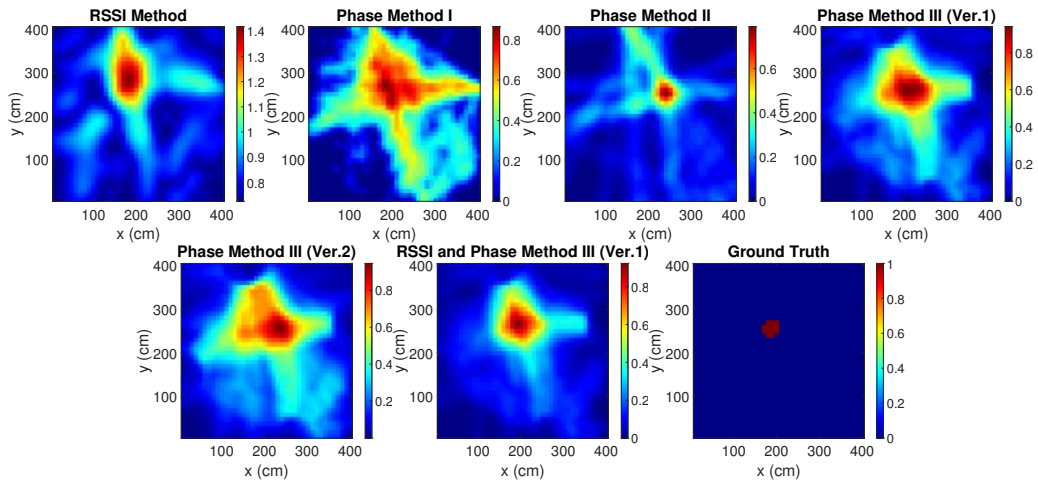 RSSI Method
Phase Method I
Phase Method II
Phase Method III (Ver.1)
400
300
200
100
y (cm)
100 200 300 400
x (cm)
1.4
1.3
1.2
1.1
1
0.9
0.8
400
300
200
100
y (cm)
100 200 300 400
x (cm)
0.8
0.6
0.4
0.2
0
400
300
200
100
y (cm)
100 200 300 400
x (cm)
0.6
0.4
0.2
0
400
300
200
100
y (cm)
100 200 300 400
x (cm)
0.8
0.6
0.4
0.2
0
Phase Method III (Ver.2)
RSSI and Phase Method III (Ver.1)
Ground Truth
400
300
200
100
y (cm)
100 200 300 400
x (cm)
0.8
0.6
0.4
0.2
400
300
200
100
y (cm)
100 200 300 400
x (cm)
0.8
0.6
0.4
0.2
0
400
300
200
100
y (cm)
100 200 300 400
x (cm)
1
0.8
0.6
0.4
0.2
0